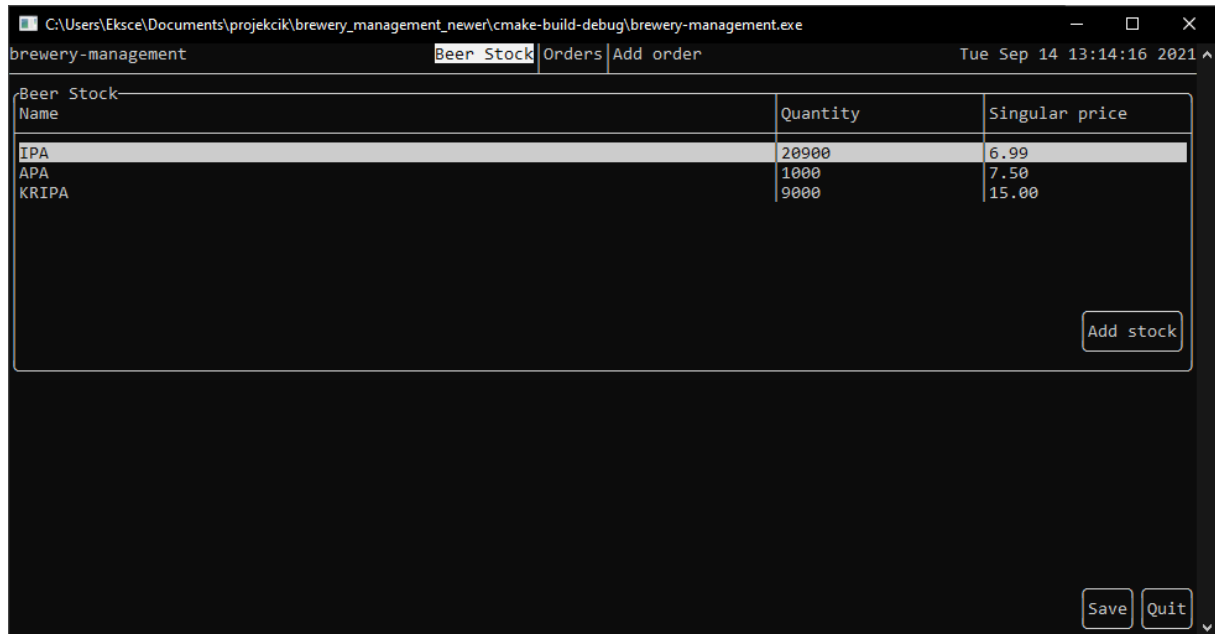 C:\Users\Eksce\Documents\projekcik\brewery_management_newer\cmake-build-debug\brewery-management.exe
brewery-management Beer Stock Orders Add order Tue Sep 14 13:14:16 2021
Beer Stock
Name Quantity Singular price
IPA 20900 6.99
APA 1000 7.50
KRIPA 9000 15.00
Add stock
Save Quit